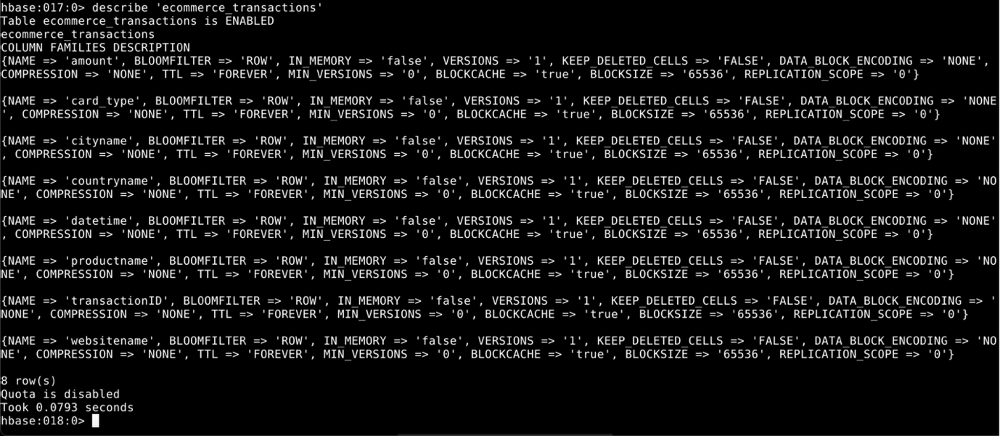 hbase:017:0> describe 'ecommerce_transactions'
Table ecommerce_transactions is ENABLED
ecommerce_transactions
COLUMN FAMILIES DESCRIPTION
{NAME => 'amount', BLOOMFILTER => 'ROW', IN_MEMORY => 'false', VERSIONS => '1', KEEP_DELETED_CELLS => 'FALSE', DATA_BLOCK_ENCODING => 'NONE',
COMPRESSION => 'NONE', TTL => 'FOREVER', MIN_VERSIONS => '0', BLOCKCACHE => 'true', BLOCKSIZE => '65536', REPLICATION_SCOPE => '0'}
{NAME => 'card_type', BLOOMFILTER => 'ROW', IN_MEMORY => 'false', VERSIONS => '1', KEEP_DELETED_CELLS => 'FALSE', DATA_BLOCK_ENCODING => 'NONE
', COMPRESSION => 'NONE', TTL => 'FOREVER', MIN_VERSIONS => '0', BLOCKCACHE => 'true', BLOCKSIZE => '65536', REPLICATION_SCOPE => '0'}
{NAME => 'cityname', BLOOMFILTER => 'ROW', IN_MEMORY => 'false', VERSIONS => '1', KEEP_DELETED_CELLS => 'FALSE', DATA_BLOCK_ENCODING => 'NONE'
, COMPRESSION => 'NONE', TTL => 'FOREVER', MIN_VERSIONS => '0', BLOCKCACHE => 'true', BLOCKSIZE => '65536', REPLICATION_SCOPE => '0'}
{NAME => 'countryname', BLOOMFILTER => 'ROW', IN_MEMORY => 'false', VERSIONS => '1', KEEP_DELETED_CELLS => 'FALSE', DATA_BLOCK_ENCODING => 'NO
NE', COMPRESSION => 'NONE', TTL => 'FOREVER', MIN_VERSIONS => '0', BLOCKCACHE => 'true', BLOCKSIZE => '65536', REPLICATION_SCOPE => '0'}
{NAME => 'datetime', BLOOMFILTER => 'ROW', IN_MEMORY => 'false', VERSIONS => '1', KEEP_DELETED_CELLS => 'FALSE', DATA_BLOCK_ENCODING => 'NONE'
, COMPRESSION => 'NONE', TTL => 'FOREVER', MIN_VERSIONS => '0', BLOCKCACHE => 'true', BLOCKSIZE => '65536', REPLICATION_SCOPE => '0'}
{NAME => 'productname', BLOOMFILTER => 'ROW', IN_MEMORY => 'false', VERSIONS => '1', KEEP_DELETED_CELLS => 'FALSE', DATA_BLOCK_ENCODING => 'NO
NE', COMPRESSION => 'NONE', TTL => 'FOREVER', MIN_VERSIONS => '0', BLOCKCACHE => 'true', BLOCKSIZE => '65536', REPLICATION_SCOPE => '0'}
{NAME => 'transactionID', BLOOMFILTER => 'ROW', IN_MEMORY => 'false', VERSIONS => '1', KEEP_DELETED_CELLS => 'FALSE', DATA_BLOCK_ENCODING => '
NONE', COMPRESSION => 'NONE', TTL => 'FOREVER', MIN_VERSIONS => '0', BLOCKCACHE => 'true', BLOCKSIZE => '65536', REPLICATION_SCOPE => '0'}
{NAME => 'websitename', BLOOMFILTER => 'ROW', IN_MEMORY => 'false', VERSIONS => '1', KEEP_DELETED_CELLS => 'FALSE', DATA_BLOCK_ENCODING => 'NO
NE', COMPRESSION => 'NONE', TTL => 'FOREVER', MIN_VERSIONS => '0', BLOCKCACHE => 'true', BLOCKSIZE => '65536', REPLICATION_SCOPE => '0'}
8 row(s)
Quota is disabled
Took 0.0793 seconds
hbase:018:0>